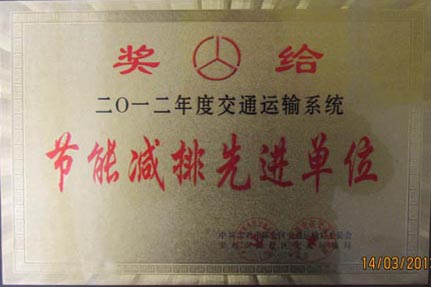 奖 给
二〇一二年度交通运输系统
节能减排先进单位
14/03/201